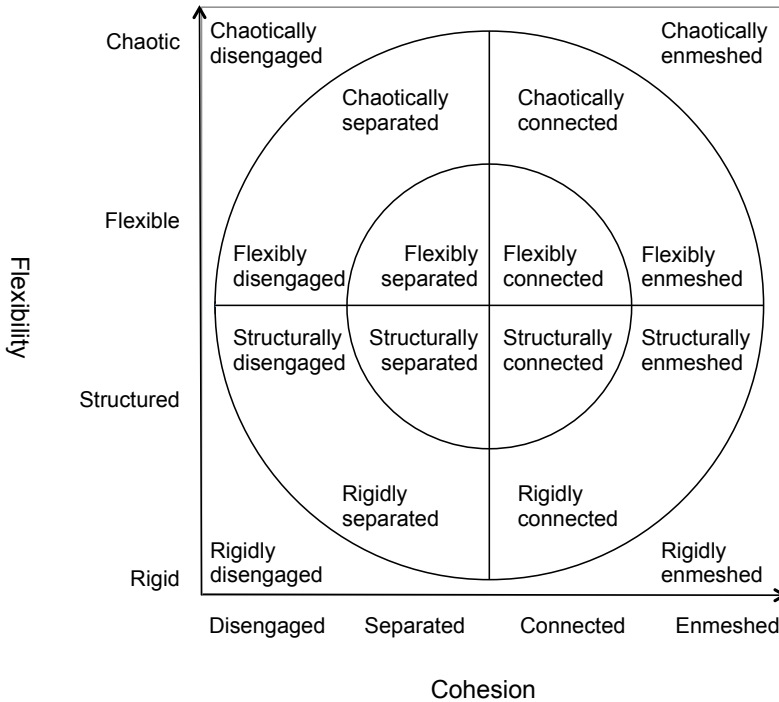 Chaotic
Chaotically
disengaged
Chaotically
enmeshed
Chaotically
separated
Chaotically
connected
Flexible
Flexibility
Flexibly
disengaged
Flexibly
separated
Flexibly
connected
Flexibly
enmeshed
Structurally
disengaged
Structurally
separated
Structurally
connected
Structurally
enmeshed
Structured
Rigidly
separated
Rigidly
connected
Rigid
Rigidly
disengaged
Rigidly
enmeshed
Disengaged
Separated
Connected
Enmeshed
Cohesion